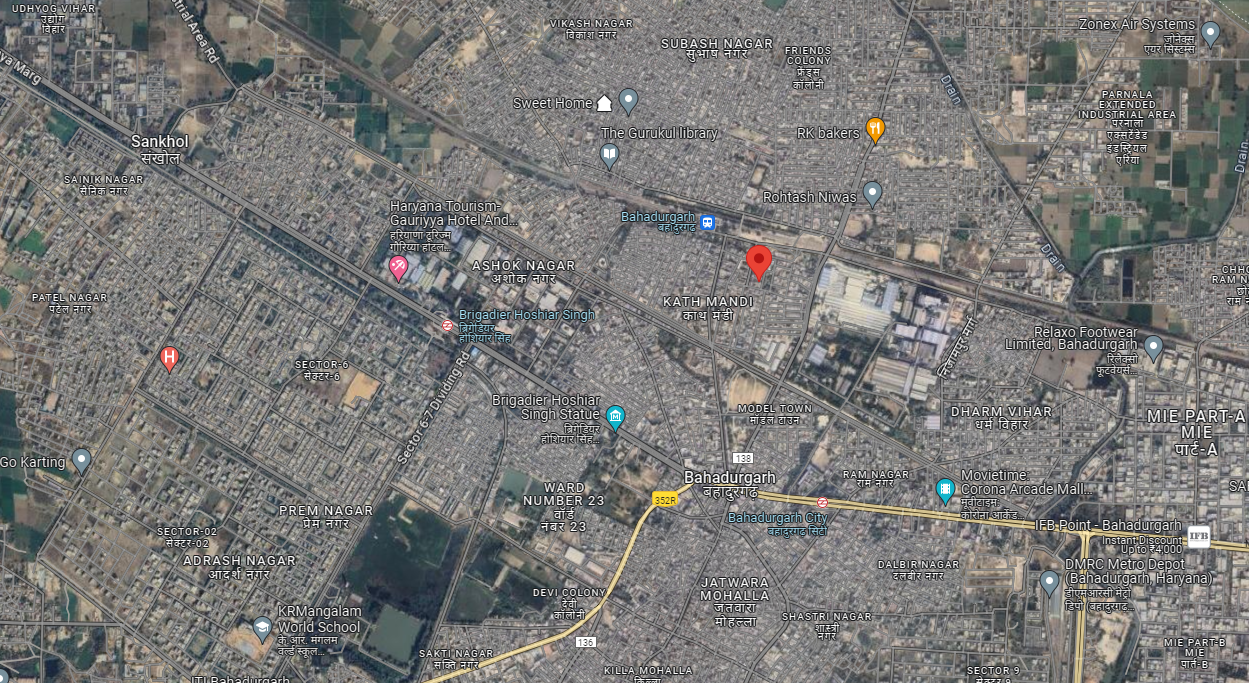 UDHYOG VIHAR
उद्योग
विहार
VIKASH NAGAR
विकाश नगर
SUBASH NAGAR
सुभाष नगर
FRIENDS
COLONY
फ्रेंड्स
कॉलोनी
Zonex Air Systems
जोनेक्स
एयर सिस्टम्स
Drain
PARNALA
EXTENDED
INDUSTRIAL AREA
परनाला
एक्सटेंडेड
इंडस्ट्रियल
एरिया
Drain
Sweet Home
The Gurukul library
RK bakers
Sankhol
संखोल
SAINIK NAGAR
सैनिक नगर
Rohtash Niwas
Haryana Tourism-
Gauriyya Hotel And...
हरियाणा टूरिज्म
गौरिय्या हॉटल...
Bahadurgarh
बहादुरगढ़
Drain
ASHOK NAGAR
अशोक नगर
KATH MANDI
काथ मंडी
PATEL NAGAR
पटेल नगर
Brigadier Hoshiar Singh
ब्रिगेडियर
होशियार सिंह
Relaxo Footwear
Limited, Bahadurgarh
रिलैक्सो
फूटवेयर्स...
निजामपुर मार्ग
H
SECTOR-6
सेक्टर-6
Sector 6-7 Dividing Rd
Brigadier Hoshiar
Singh Statue
ब्रिगेडियर
होशियार सिंह...
MODEL TOWN
मॉडल टाउन
DHARM VIHAR
धर्म विहार
MIE PART-A
MIE
पार्ट-A
Go Karting
138
Bahadurgarh
बहादुरगढ़
RAM NAGAR
राम नगर
Movietime:
Corona Arcade Mall...
मूवीटाइम:
कोरोना आर्केड...
WARD
NUMBER 23
वॉर्ड
नंबर 23
352R
Bahadurgarh City
बहादुरगढ़ सिटी
PREM NAGAR
प्रेम नगर
SECTOR-02
सेक्टर-02
IFB Point - Bahadurgarh
Instant Discount
Up to ₹4,000
IFB
ADRASH NAGAR
आदर्श नगर
DALBIR NAGAR
दलबीर नगर
DMRC Metro Depot
(Bahadurgarh, Haryana)
डीएमआरसी मेट्रो
डिपो (बहादुरगढ़...
DEVI COLONY
देवी
कॉलोनी
JATWARA
MOHALLA
जतवारा
मोहल्ला
SHASTRI NAGAR
शास्त्री
नगर
KRMangalam
World School
के.आर. मंगलम
वर्ल्ड स्कूल...
136
SAKTI NAGAR
सक्ति नगर
KILLA MOHALLA
किल्ला
SECTOR 9
सेक्टर 9
MIE PART-B
MIE
पार्ट-B
ITI Bahadurgarh